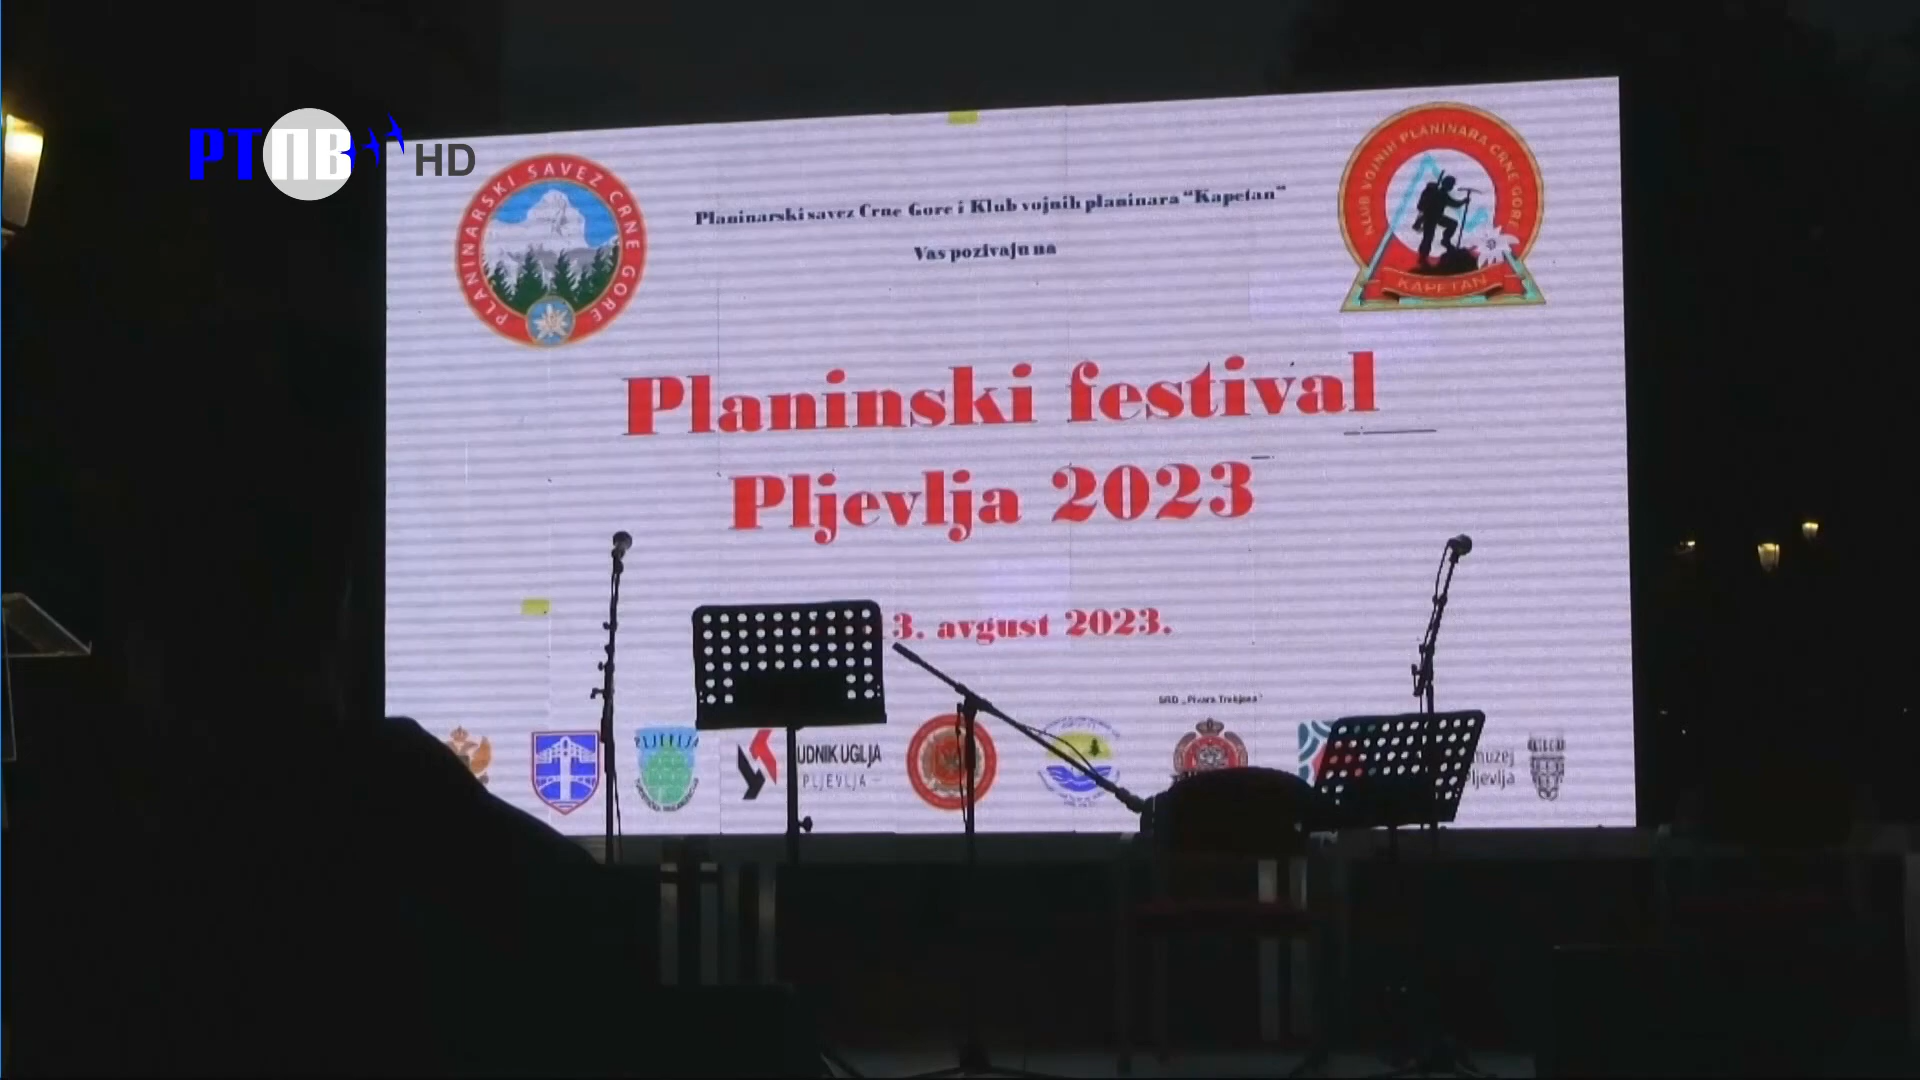 РТПВ HD
PLANINARSKI SAVEZ CRNE GORE
Planinarski savez Crne Gore i Klub vojnih planinara “Kapetan”
Vas pozivaju na
KLUB VOJNIH PLANINARA CRNE GORE
KAPETAN
Planinski festival
Pljevlja 2023
3. avgust 2023.
PLJEVLJA
UDNIK UGLJA
PLJEVLJA
muzej